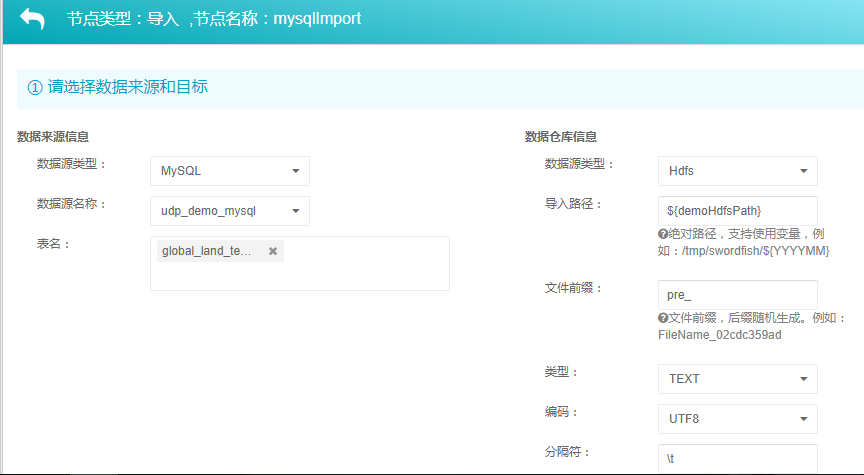 节点类型：导入 ,节点名称：mysqlImport
① 请选择数据来源和目标
数据来源信息
数据源类型：
MySQL
数据源名称：
udp_demo_mysql
表名：
global_land_te...
数据仓库信息
数据源类型：
Hdfs
导入路径：
${demoHdfsPath}
绝对路径，支持使用变量，例
如：/tmp/swordfish/${YYYYMM}
文件前缀：
pre_
文件前缀，后缀随机生成。例如：
FileName_02cdc359ad
类型：
TEXT
编码：
UTF8
分隔符：
\t